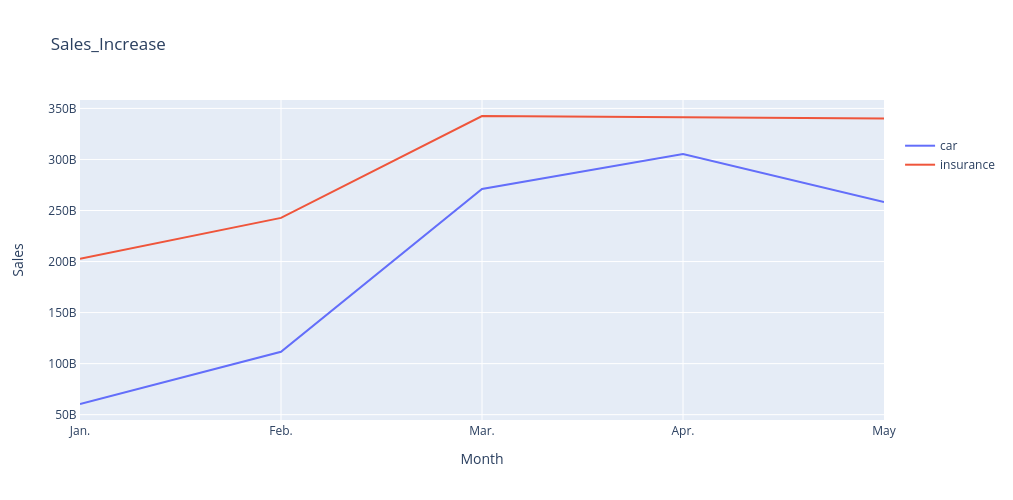 Sales_Increase
350B
300B
250B
200B
150B
100B
50B
Sales
Jan.
Feb.
Mar.
Apr.
May
Month
car
insurance